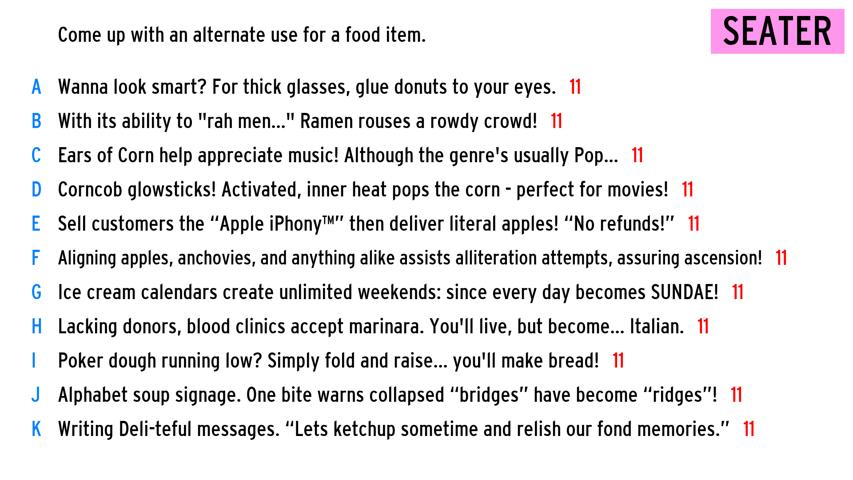 Come up with an alternate use for a food item.
SEATER
A Wanna look smart? For thick glasses, glue donuts to your eyes. 11
B With its ability to "rah men..." Ramen rouses a rowdy crowd! 11
C Ears of Corn help appreciate music! Although the genre's usually Pop... 11
D Corncob glowsticks! Activated, inner heat pops the corn - perfect for movies! 11
E Sell customers the “Apple iPhony™” then deliver literal apples! “No refunds!” 11
F Aligning apples, anchovies, and anything alike assists alliteration attempts, assuring ascension! 11
G Ice cream calendars create unlimited weekends: since every day becomes SUNDAE! 11
H Lacking donors, blood clinics accept marinara. You'll live, but become... Italian. 11
I Poker dough running low? Simply fold and raise... you'll make bread! 11
J Alphabet soup signage. One bite warns collapsed “bridges” have become “ridges”! 11
K Writing Deli-teful messages. “Lets ketchup sometime and relish our fond memories.” 11